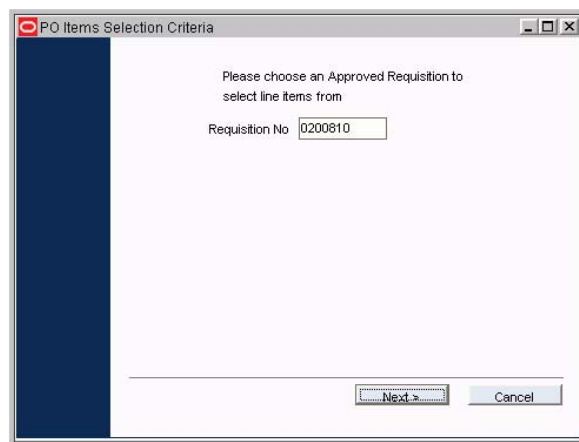 PO Items Selection Criteria
Please choose an Approved Requisition to
select line items from
Requisition No 0200810
Next > Cancel